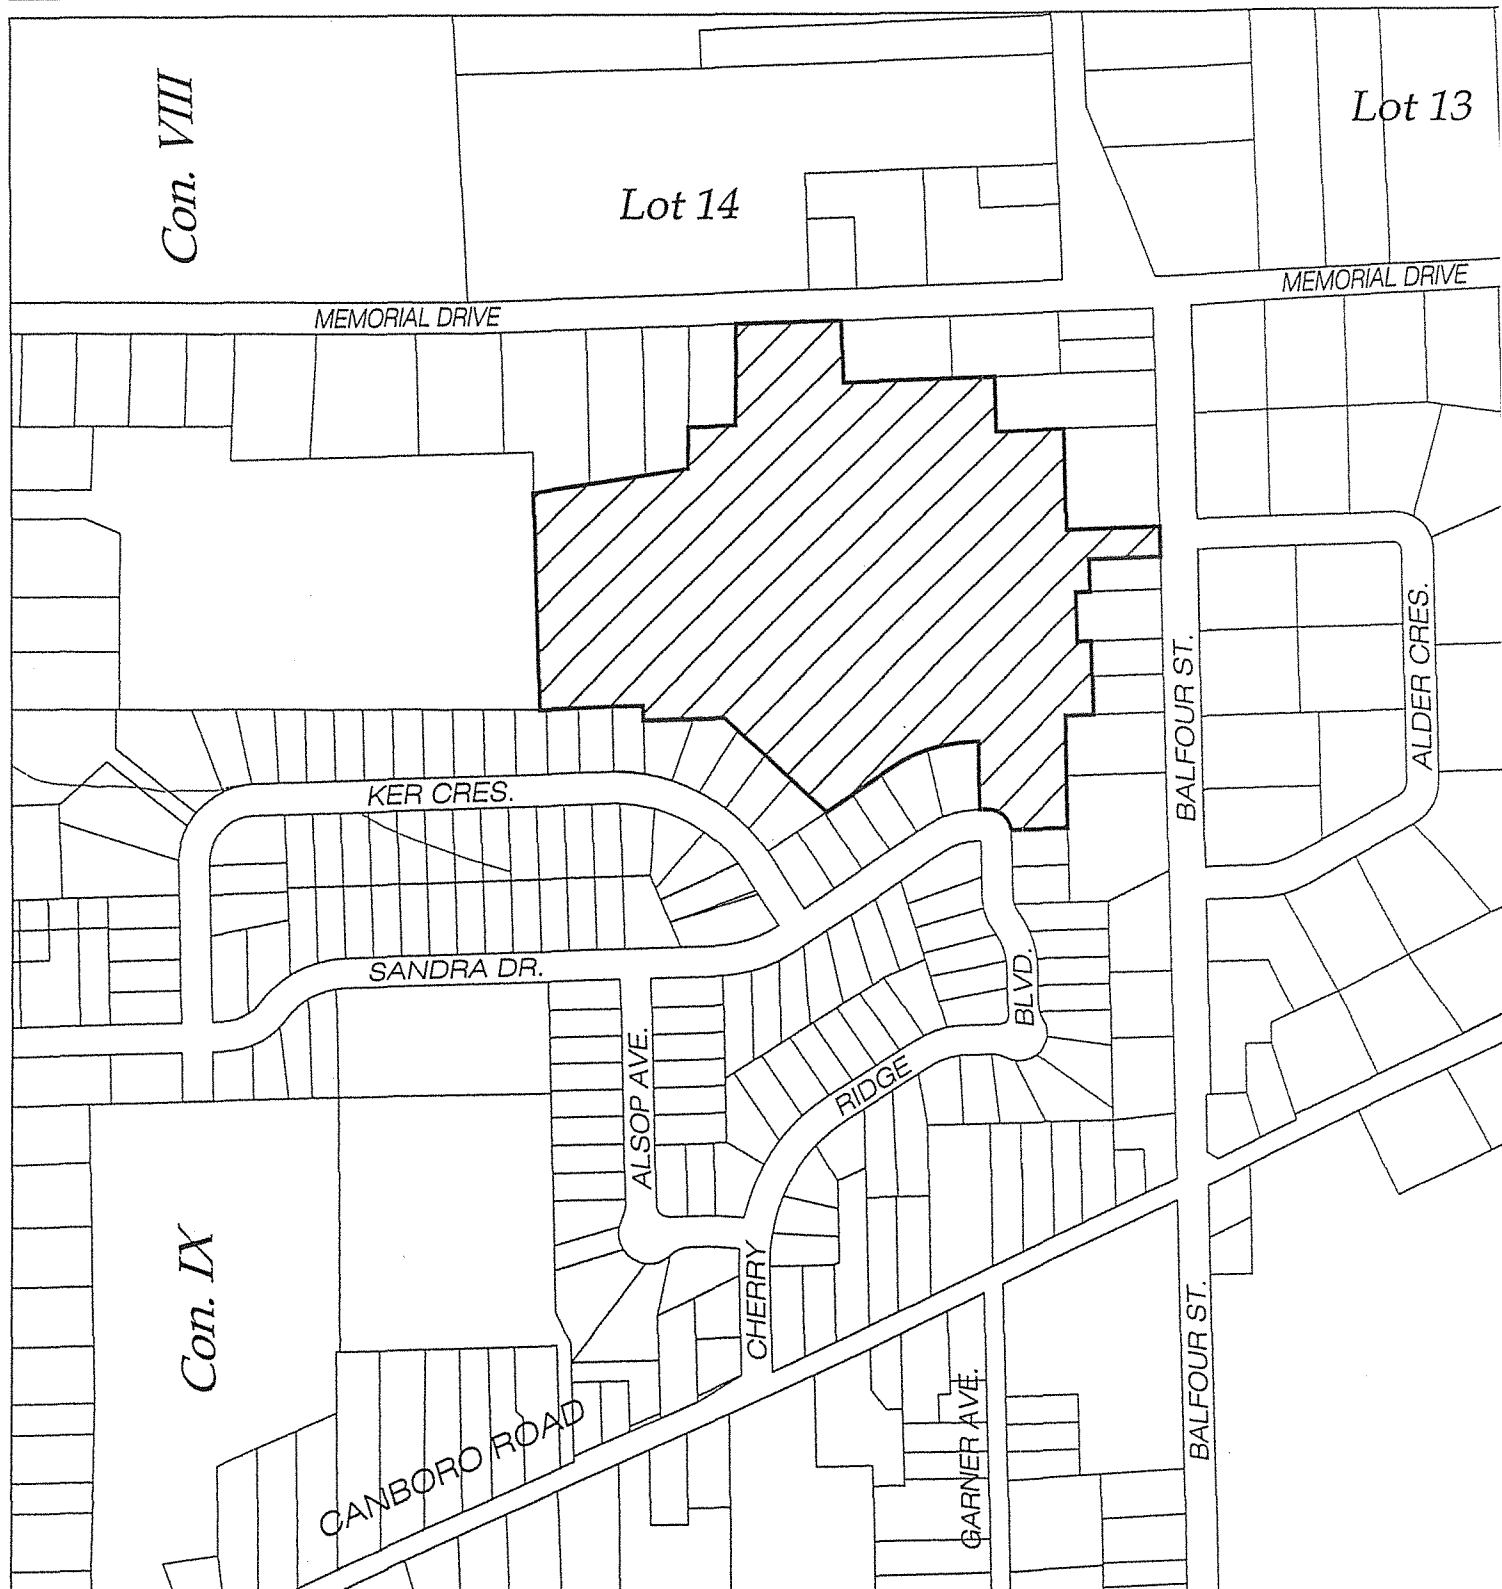 Con. VIII
Lot 13
Lot 14
MEMORIAL DRIVE
MEMORIAL DRIVE
BALFOUR ST.
ALDER CRES.
KER CRES.
SANDRA DR.
BLVD.
ALSOP AVE.
RIDGE
Con. IX
CHERRY
BALFOUR ST.
GARNER AVE.
CANBORO ROAD